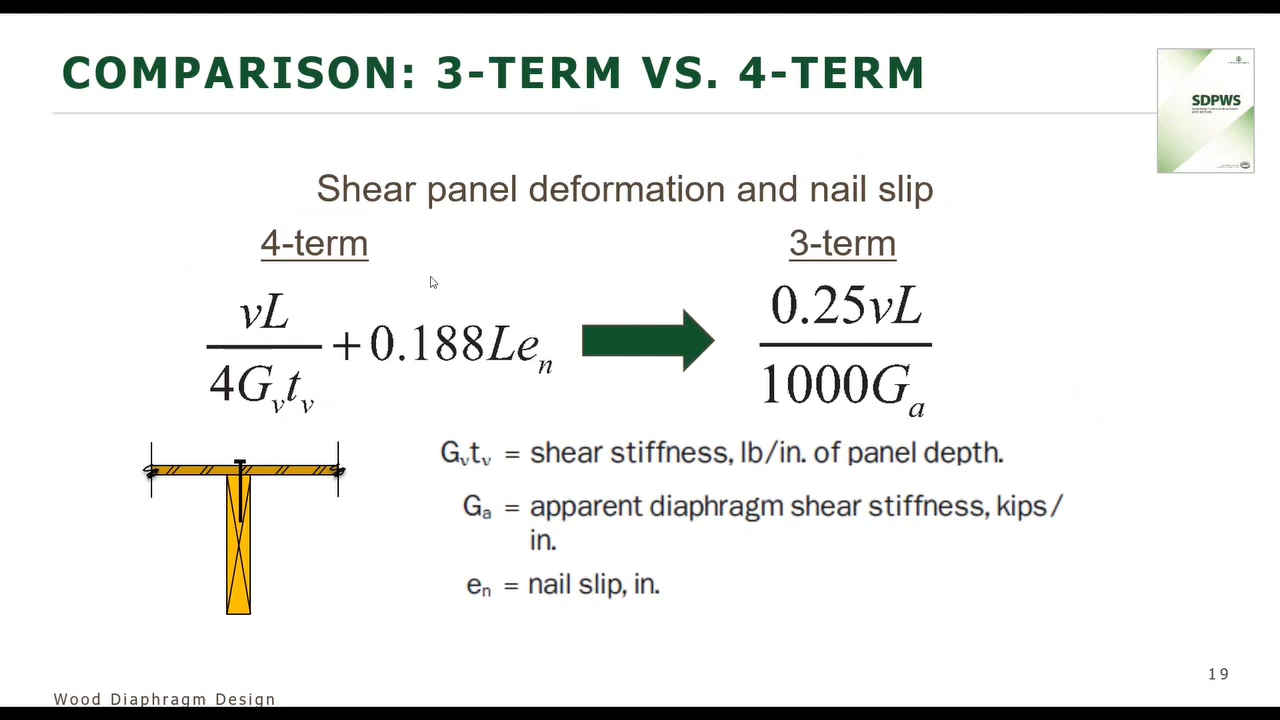 COMPARISON: 3-TERM VS. 4-TERM
SDPWS
Shear panel deformation and nail slip
4-term
3-term
vL / 4Gᵥtᵥ + 0.188Leₙ
0.25vL / 1000Gₐ
Gᵥtᵥ = shear stiffness, lb/in. of panel depth.
Gₐ = apparent diaphragm shear stiffness, kips/
in.
eₙ = nail slip, in.
19
Wood Diaphragm Design